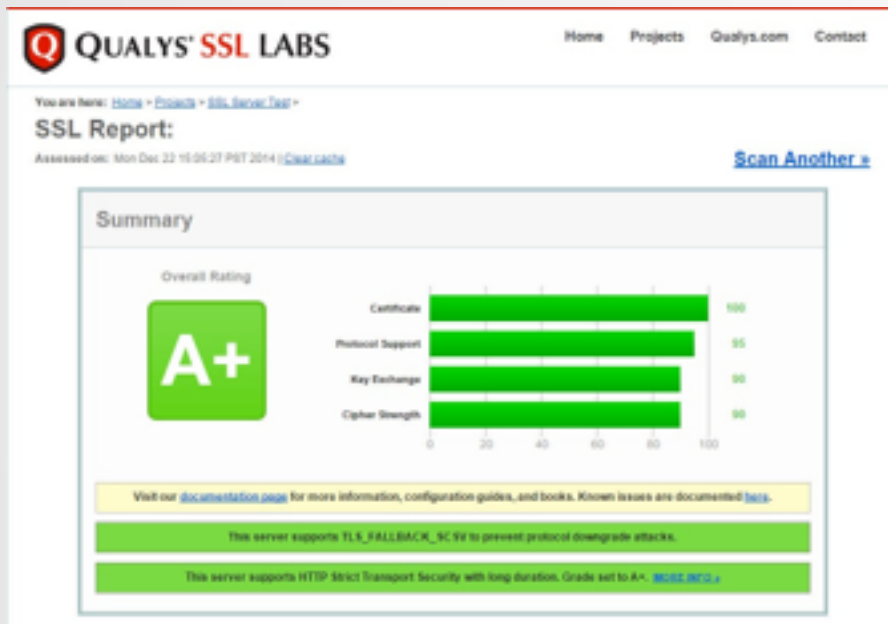 Q QUALYS' SSL LABS
Home Projects Qualys.com Contact
You are here: Home > Projects > SSL Server Test >
SSL Report:
Assessed on: Mon Dec 22 15:05:27 PST 2014 | Clear cache
Scan Another »
Summary
Overall Rating
A+
Certificate 100
Protocol Support 95
Key Exchange 90
Cipher Strength 90
0 20 40 60 80 100
Visit our documentation page for more information, configuration guides, and books. Known issues are documented here.
This server supports TLS_FALLBACK_SCSV to prevent protocol downgrade attacks.
This server supports HTTP Strict Transport Security with long duration. Grade set to A+. MORE INFO »